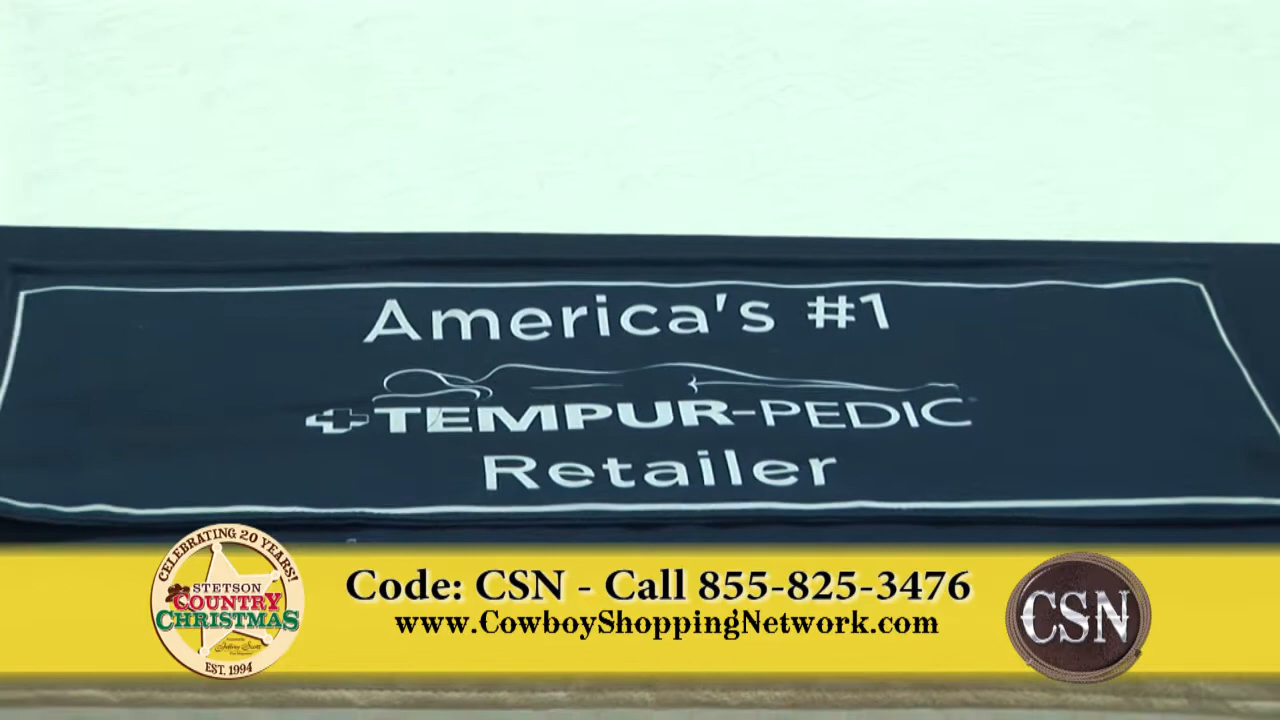 America's #1
TEMPUR-PEDIC
Retailer
CELEBRATING 20 YEARS!
STETSON
COUNTRY
CHRISTMAS
EST. 1994
Code: CSN - Call 855-825-3476
www.CowboyShoppingNetwork.com
CSN